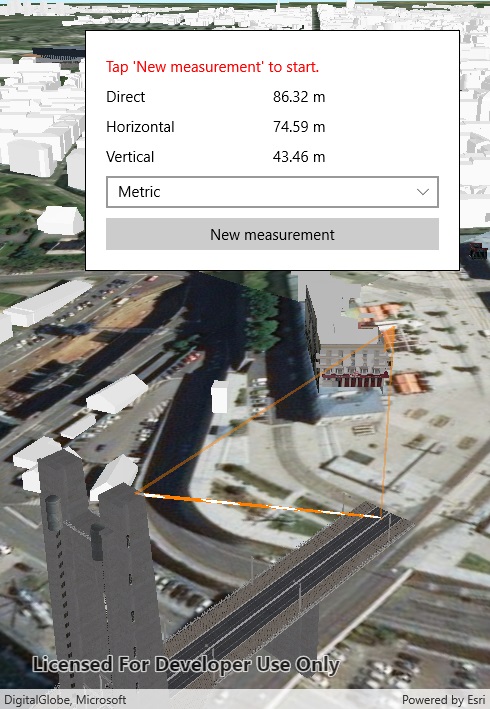 Tap 'New measurement' to start.
Direct 86.32 m
Horizontal 74.59 m
Vertical 43.46 m
Metric
New measurement
Licensed For Developer Use Only
DigitalGlobe, Microsoft Powered by Esri